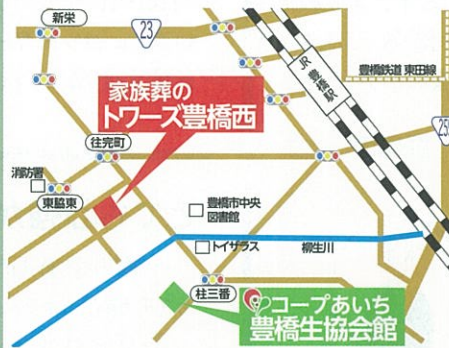 新栄
23
豊橋鉄道 東田線
JR
豊橋駅
家族葬の
トワーズ豊橋西
往完町
消防署
東脇東
豊橋市中央
図書館
トイザラス
柳生川
柱三番
コープあいち
豊橋生協会館